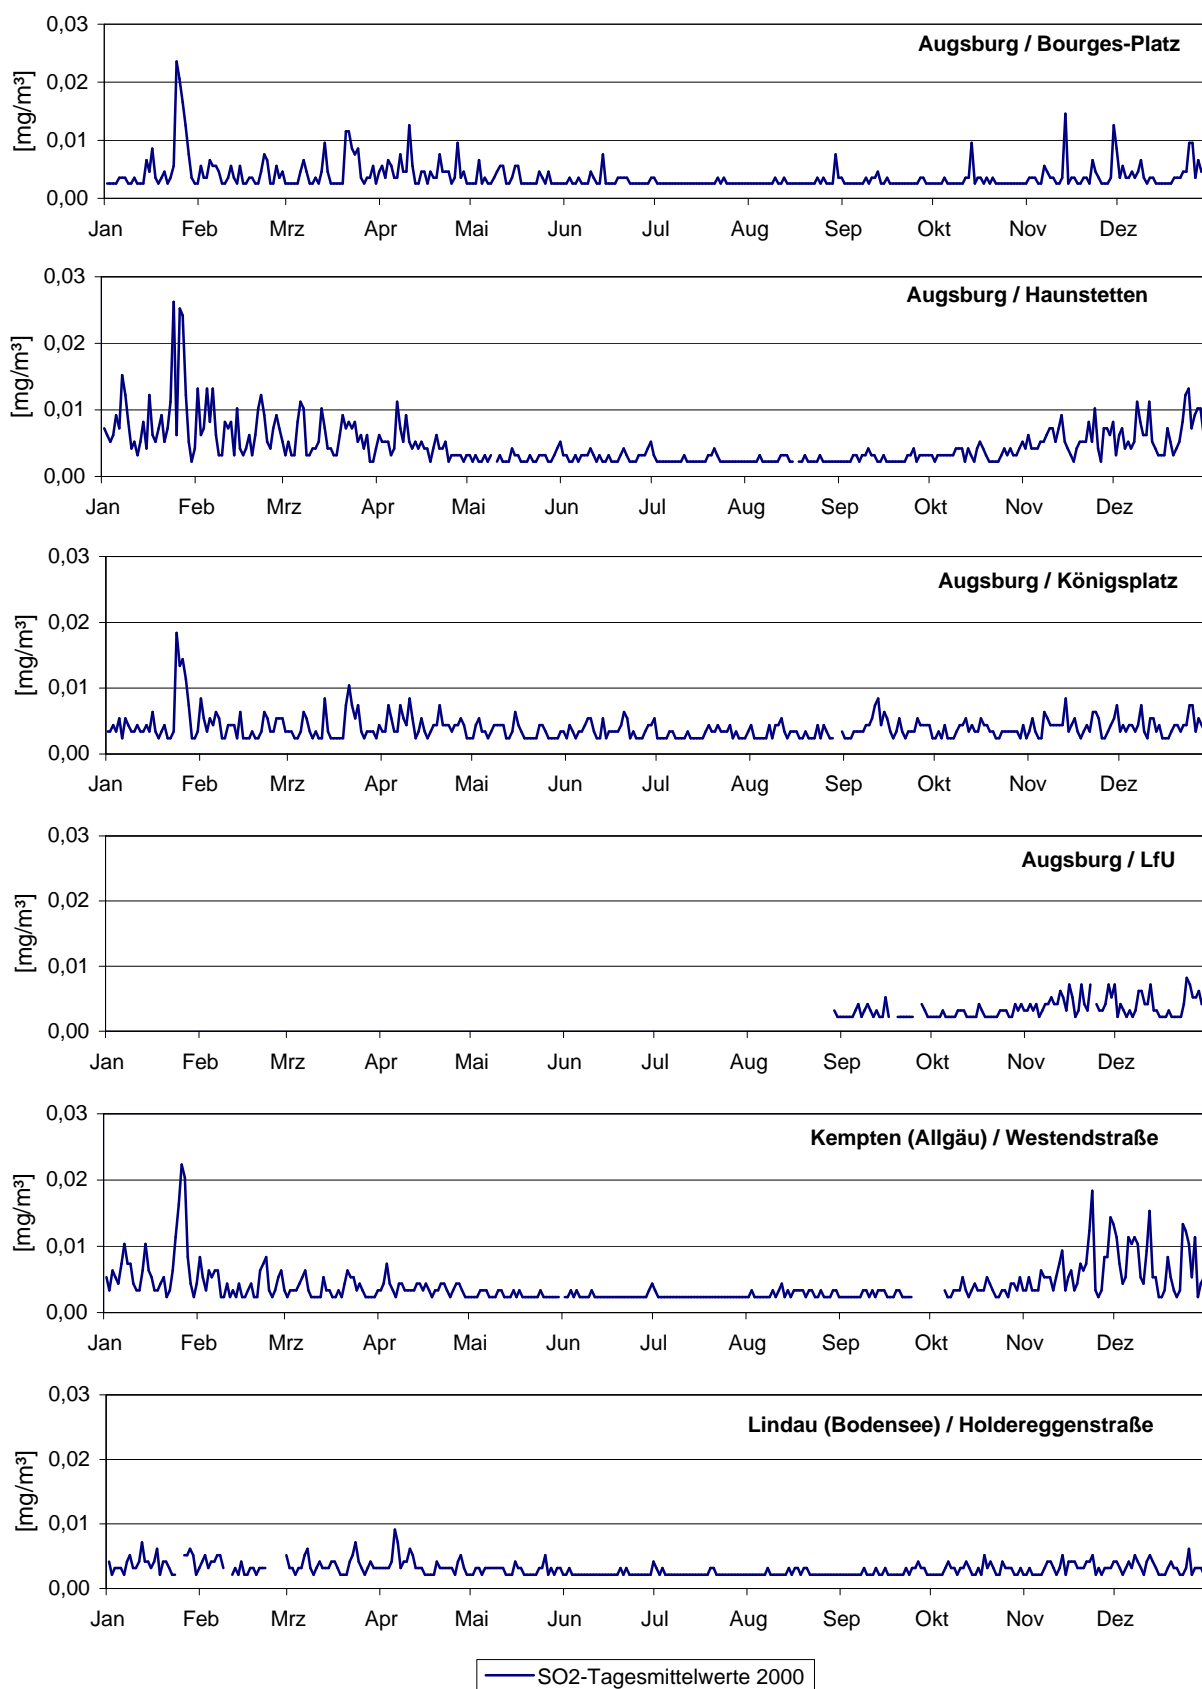 Augsburg / Bourges-Platz
[mg/m³]
0,03
0,02
0,01
0,00
Jan Feb Mrz Apr Mai Jun Jul Aug Sep Okt Nov Dez
Augsburg / Haunstetten
[mg/m³]
0,03
0,02
0,01
0,00
Jan Feb Mrz Apr Mai Jun Jul Aug Sep Okt Nov Dez
Augsburg / Königsplatz
[mg/m³]
0,03
0,02
0,01
0,00
Jan Feb Mrz Apr Mai Jun Jul Aug Sep Okt Nov Dez
Augsburg / LfU
[mg/m³]
0,03
0,02
0,01
0,00
Jan Feb Mrz Apr Mai Jun Jul Aug Sep Okt Nov Dez
Kempten (Allgäu) / Westendstraße
[mg/m³]
0,03
0,02
0,01
0,00
Jan Feb Mrz Apr Mai Jun Jul Aug Sep Okt Nov Dez
Lindau (Bodensee) / Holdereggenstraße
[mg/m³]
0,03
0,02
0,01
0,00
Jan Feb Mrz Apr Mai Jun Jul Aug Sep Okt Nov Dez
SO2-Tagesmittelwerte 2000